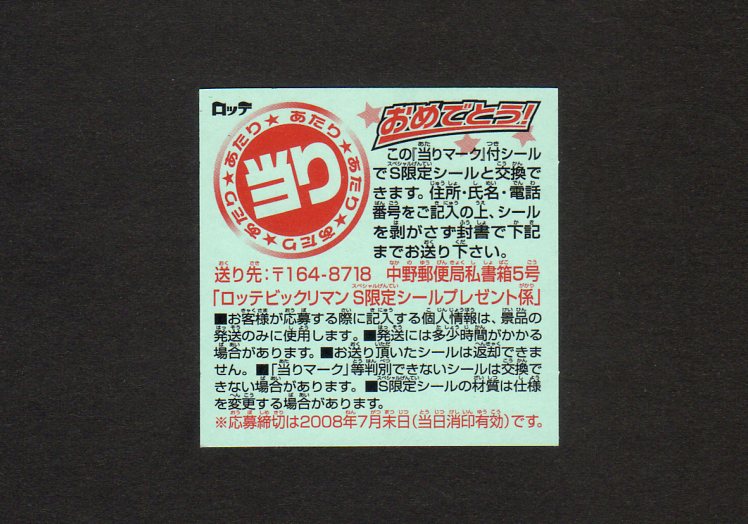 ロッテ
あたり★あたり★あたり★あたり★
当り
おめでとう!
この『当りマーク』付シール
でS限定シールと交換で
きます。住所・氏名・電話
番号をご記入の上、シール
を剥がさず封書で下記
までお送り下さい。
送り先:〒164-8718 中野郵便局私書箱5号
「ロッテビックリマン S限定シールプレゼント係」
■お客様が応募する際に記入する個人情報は、景品の
発送のみに使用します。■発送には多少時間がかかる
場合があります。■お送り頂いたシールは返却できま
せん。■「当りマーク」等判別できないシールは交換で
きない場合があります。■S限定シールの材質は仕様
を変更する場合があります。
※応募締切は2008年7月末日(当日消印有効)です。